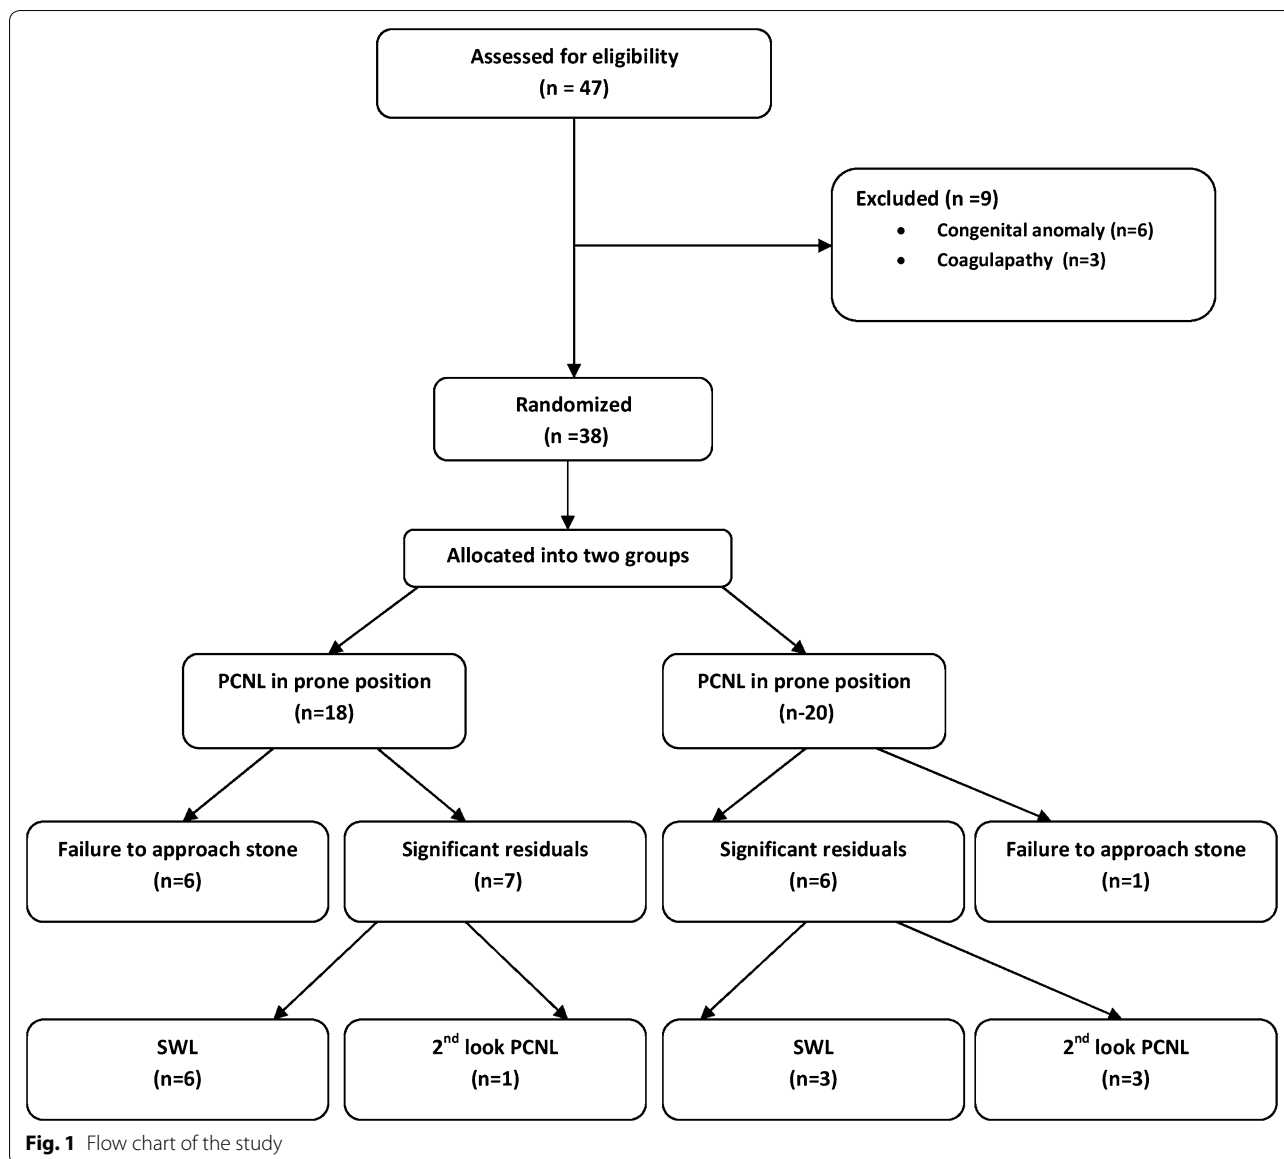 Assessed for eligibility
(n = 47)
Excluded (n =9)
• Congenital anomaly (n=6)
• Coagulapathy (n=3)
Randomized
(n =38)
Allocated into two groups
PCNL in prone position
(n=18)
PCNL in prone position
(n-20)
Failure to approach stone
(n=6)
Significant residuals
(n=7)
Significant residuals
(n=6)
Failure to approach stone
(n=1)
SWL
(n=6)
2nd look PCNL
(n=1)
SWL
(n=3)
2nd look PCNL
(n=3)
Fig. 1 Flow chart of the study